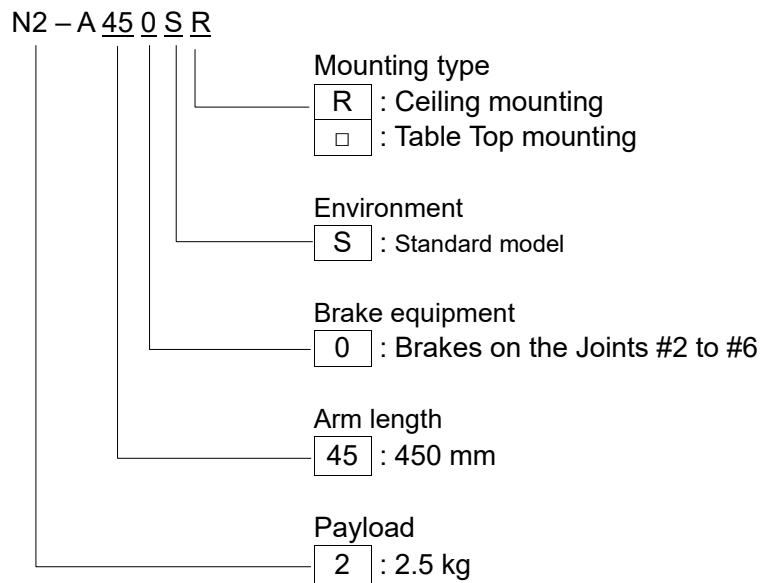 N2 – A 45 0 S R
Mounting type
R : Ceiling mounting
□ : Table Top mounting
Environment
S : Standard model
Brake equipment
0 : Brakes on the Joints #2 to #6
Arm length
45 : 450 mm
Payload
2 : 2.5 kg